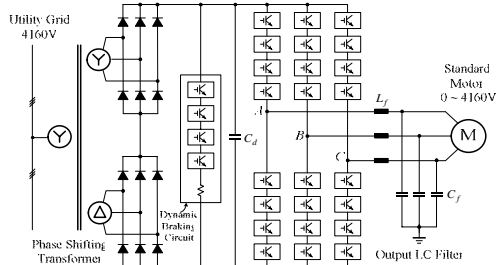 Utility Grid
4160V
Phase Shifting
Transformer
Dynamic
Braking
Circuit
C_d
A
B
C
L_f
Standard
Motor
0 ~ 4160V
M
C_f
Output LC Filter